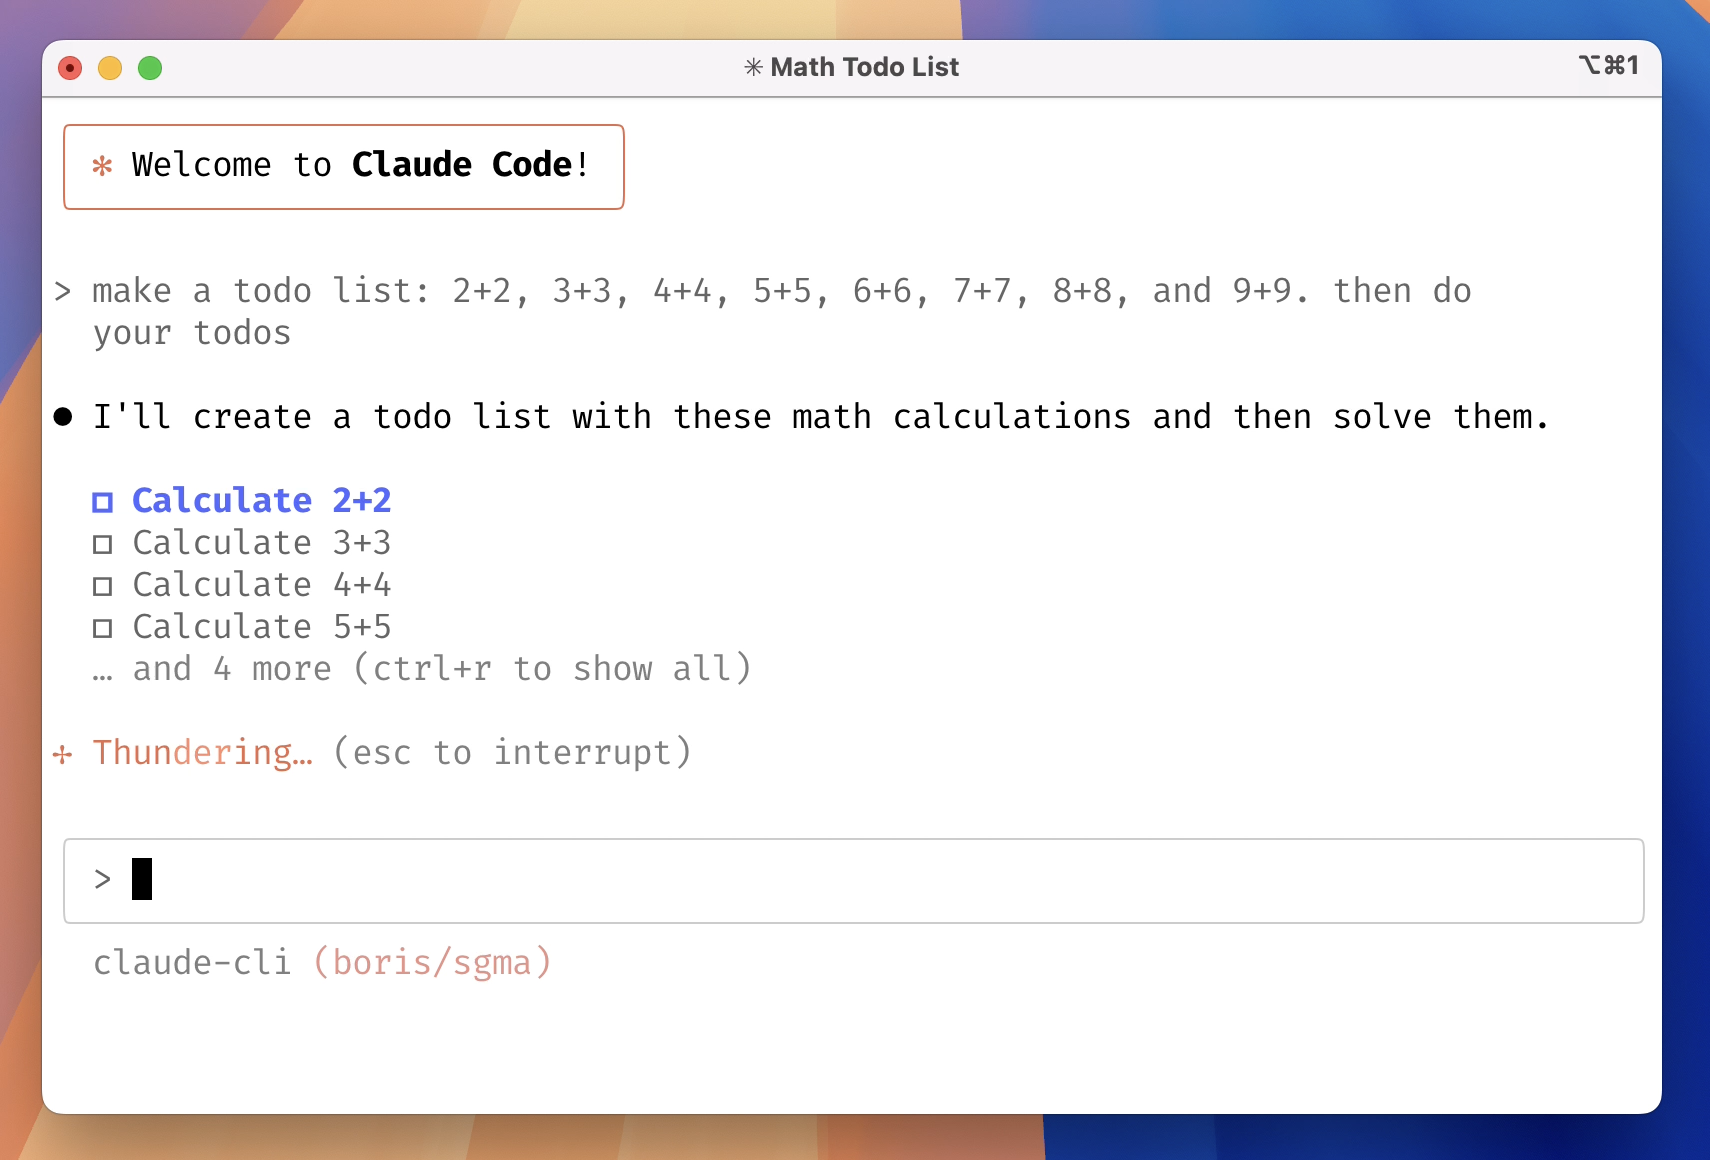 ✳ Math Todo List
⌥⌘1
✻ Welcome to Claude Code!
> make a todo list: 2+2, 3+3, 4+4, 5+5, 6+6, 7+7, 8+8, and 9+9. then do
your todos
● I'll create a todo list with these math calculations and then solve them.
□ Calculate 2+2
□ Calculate 3+3
□ Calculate 4+4
□ Calculate 5+5
… and 4 more (ctrl+r to show all)
✢ Thundering… (esc to interrupt)
>
claude-cli (boris/sgma)